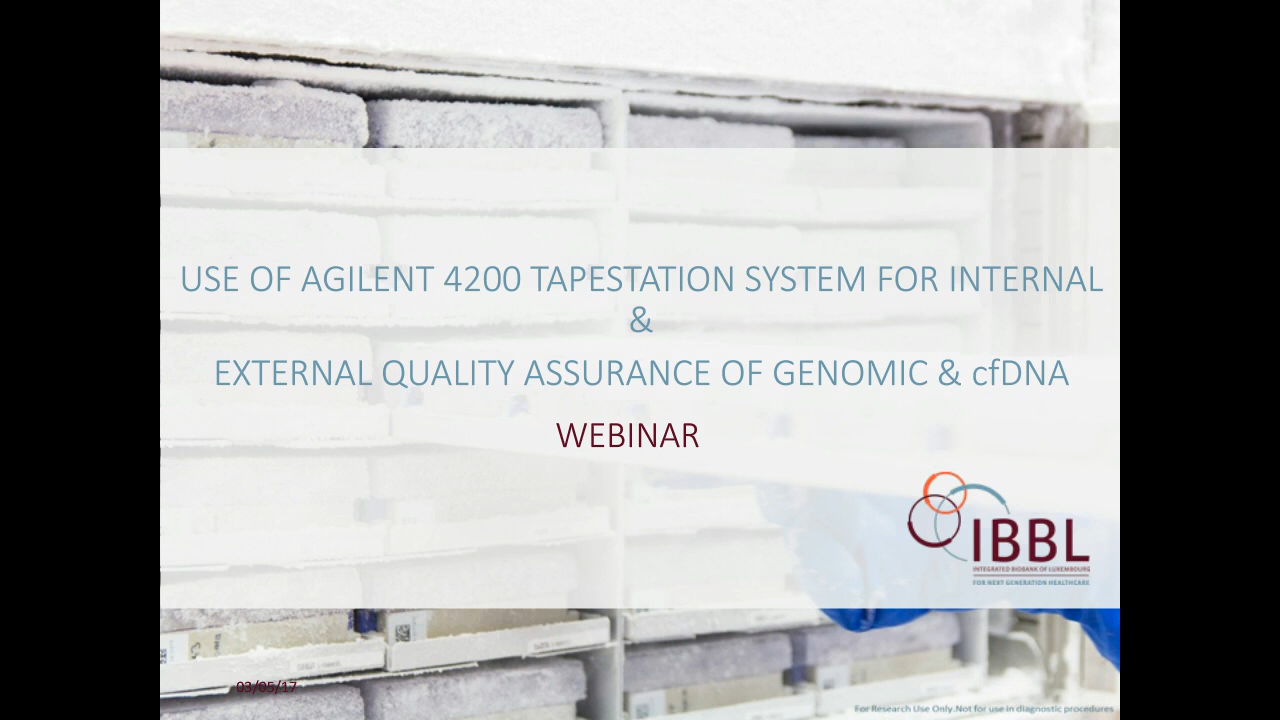 USE OF AGILENT 4200 TAPESTATION SYSTEM FOR INTERNAL
&
EXTERNAL QUALITY ASSURANCE OF GENOMIC & cfDNA
WEBINAR
IBBL
INTEGRATED BIOBANK OF LUXEMBOURG
FOR NEXT GENERATION HEALTHCARE
03/05/17
For Research Use Only.Not for use in diagnostic procedures